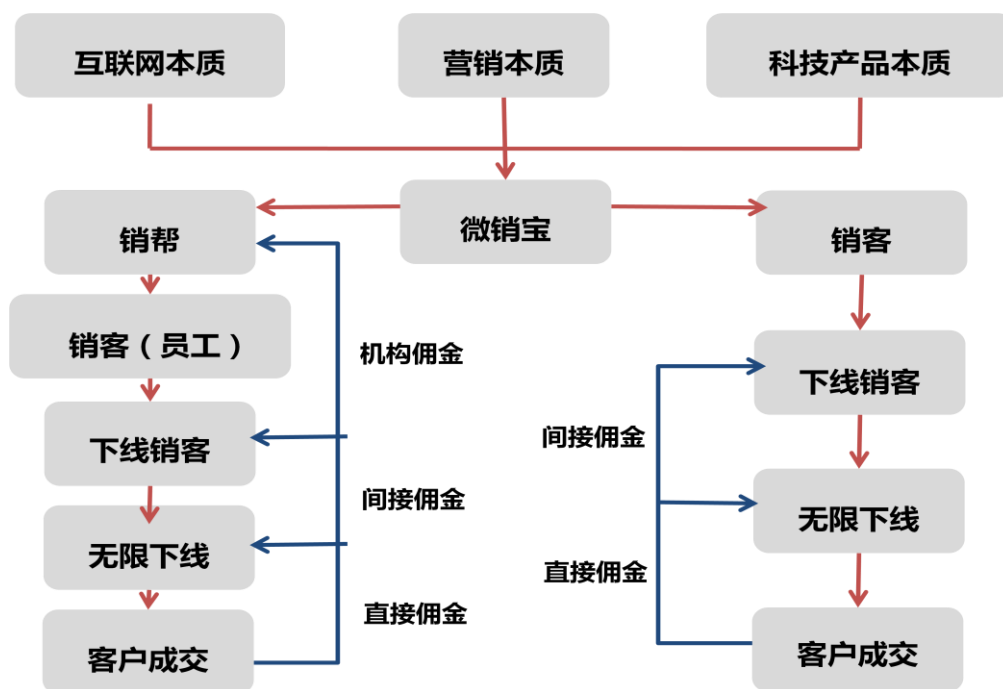 互联网本质
营销本质
科技产品本质
微销宝
销帮
销客
销客（员工）
机构佣金
下线销客
下线销客
间接佣金
间接佣金
无限下线
无限下线
直接佣金
直接佣金
客户成交
客户成交